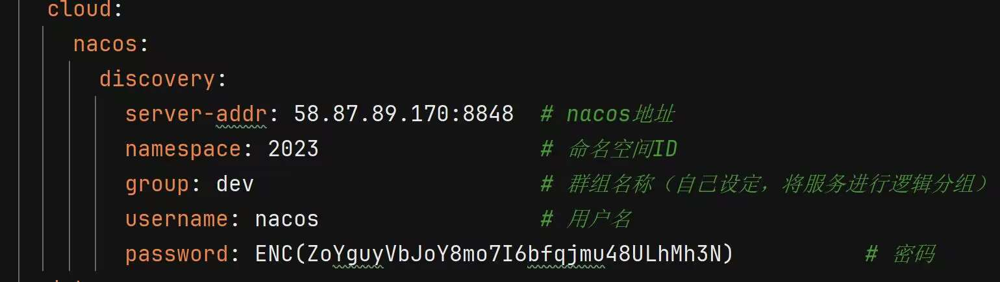 cloud:
nacos:
discovery:
server-addr: 58.87.89.170:8848 # nacos地址
namespace: 2023 # 命名空间ID
group: dev # 群组名称（自己设定，将服务进行逻辑分组）
username: nacos # 用户名
password: ENC(ZoYguyVbJoY8mo7I6bfqjmu48ULhMh3N) # 密码